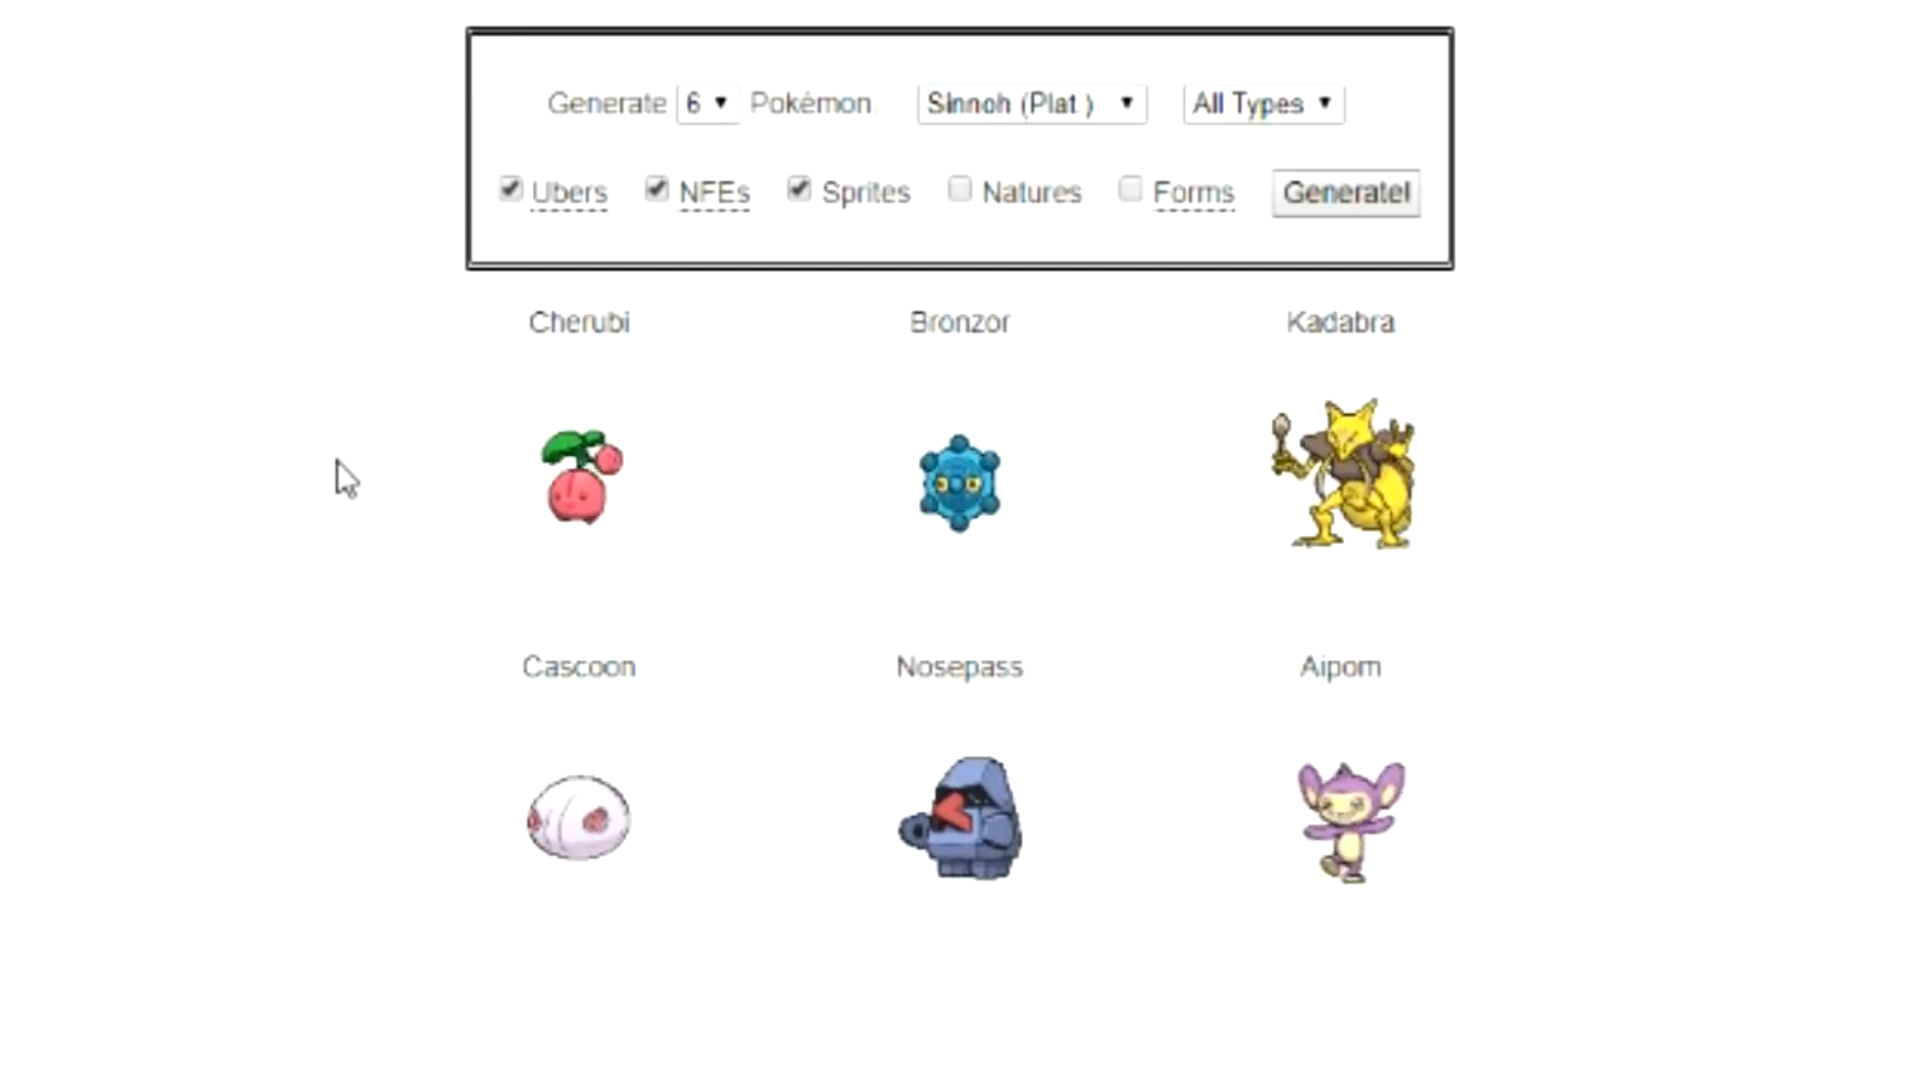 Generate 6 Pokémon Sinnoh (Plat.) All Types
Ubers NFEs Sprites Natures Forms Generate!
Cherubi Bronzor Kadabra
Cascoon Nosepass Aipom